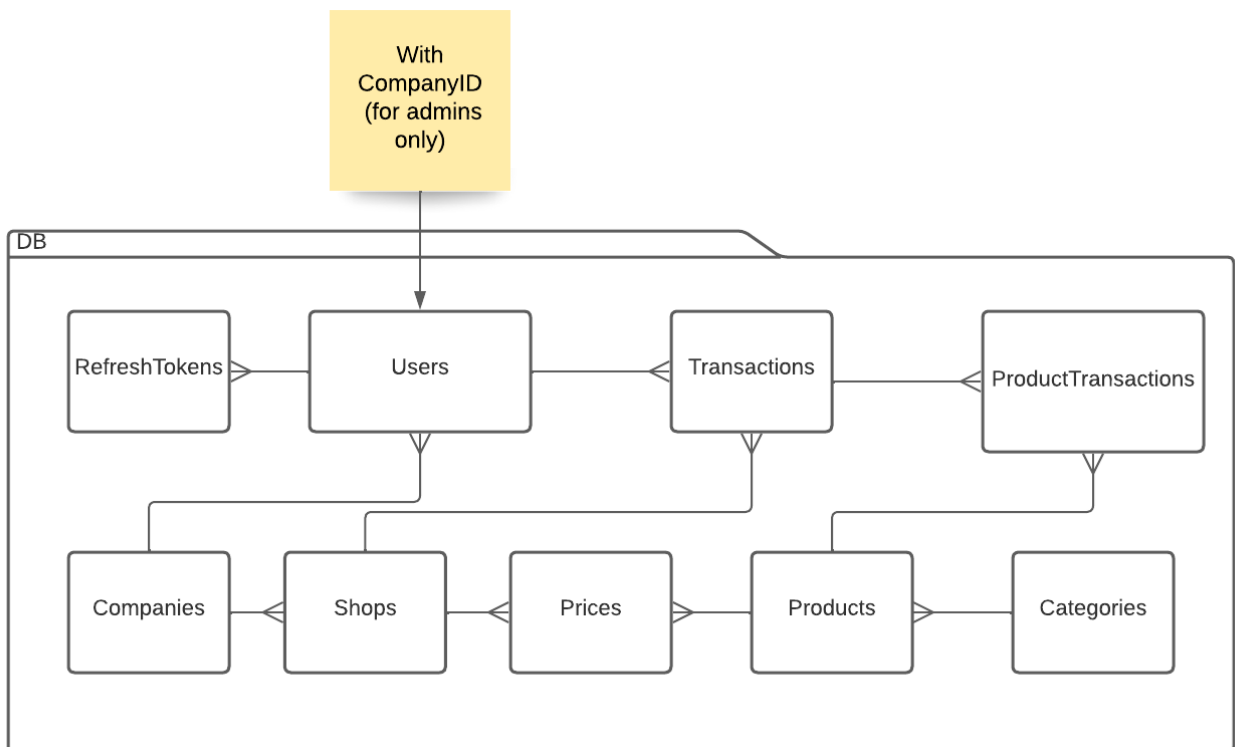 With
CompanyID
(for admins
only)
DB
RefreshTokens
Users
Transactions
ProductTransactions
Companies
Shops
Prices
Products
Categories